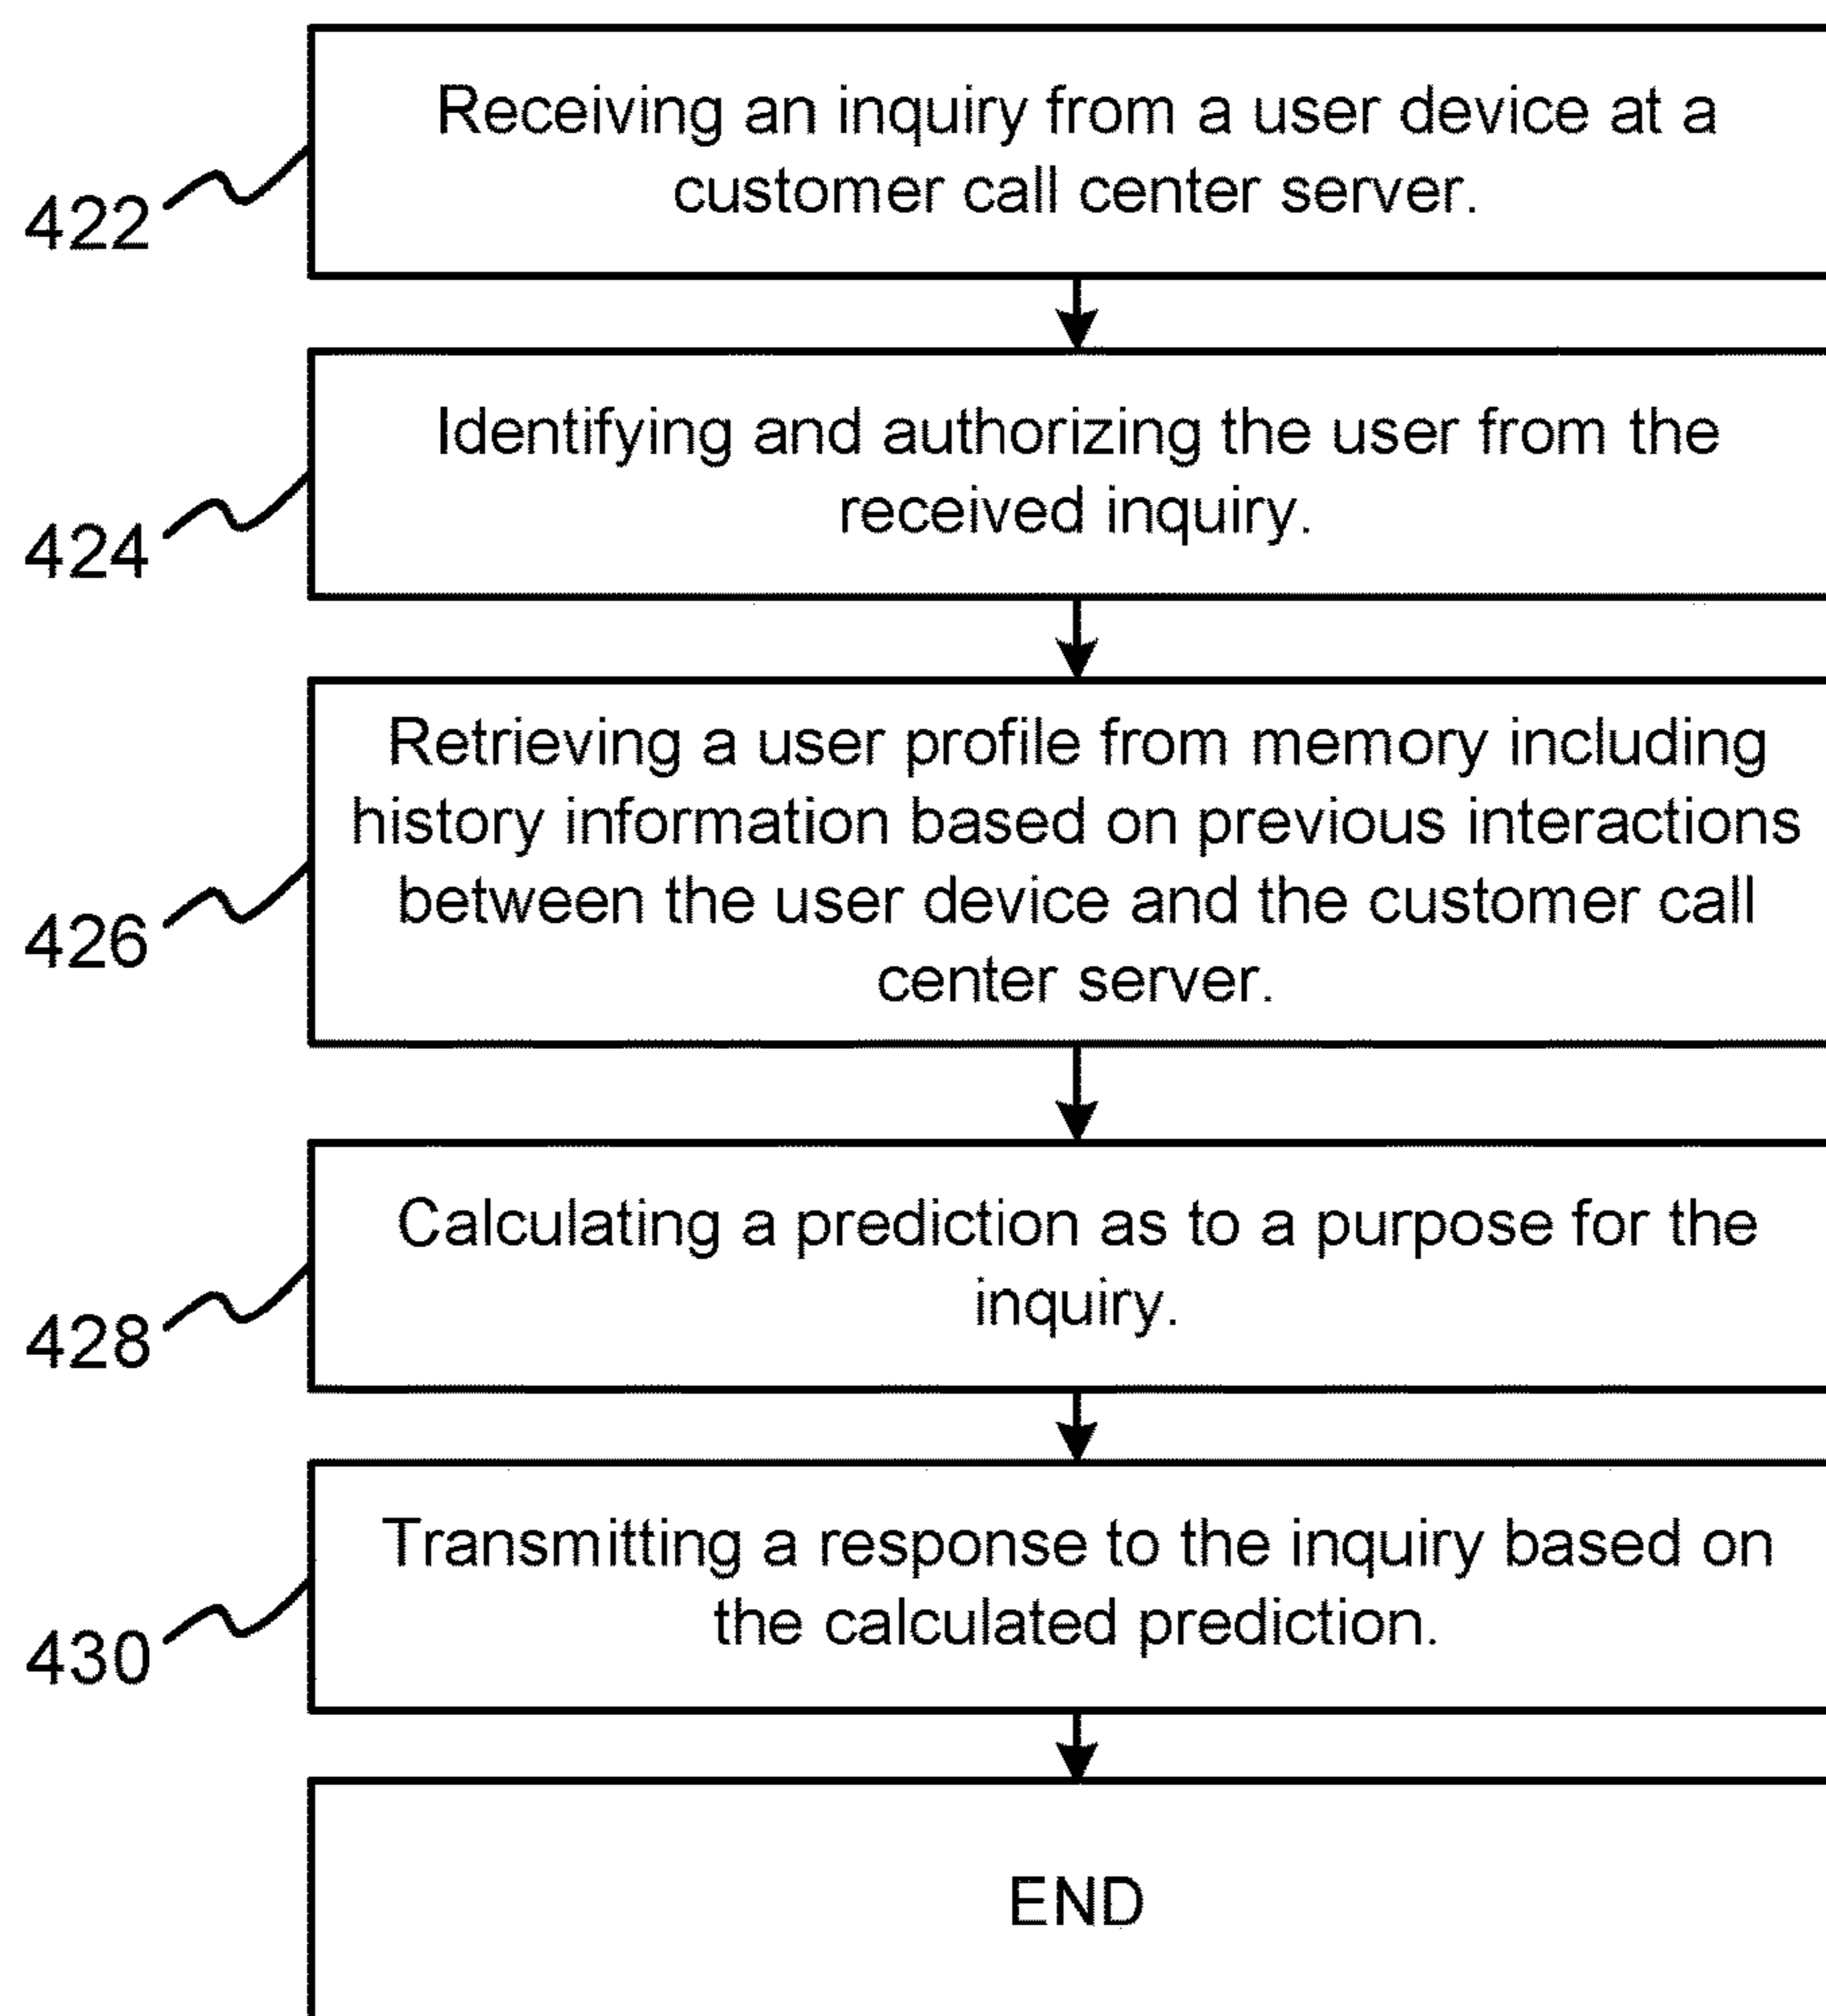 Receiving an inquiry from a user device at a
customer call center server.
422
Identifying and authorizing the user from the
received inquiry.
424
Retrieving a user profile from memory including
history information based on previous interactions
between the user device and the customer call
center server.
426
Calculating a prediction as to a purpose for the
inquiry.
428
Transmitting a response to the inquiry based on
the calculated prediction.
430
END